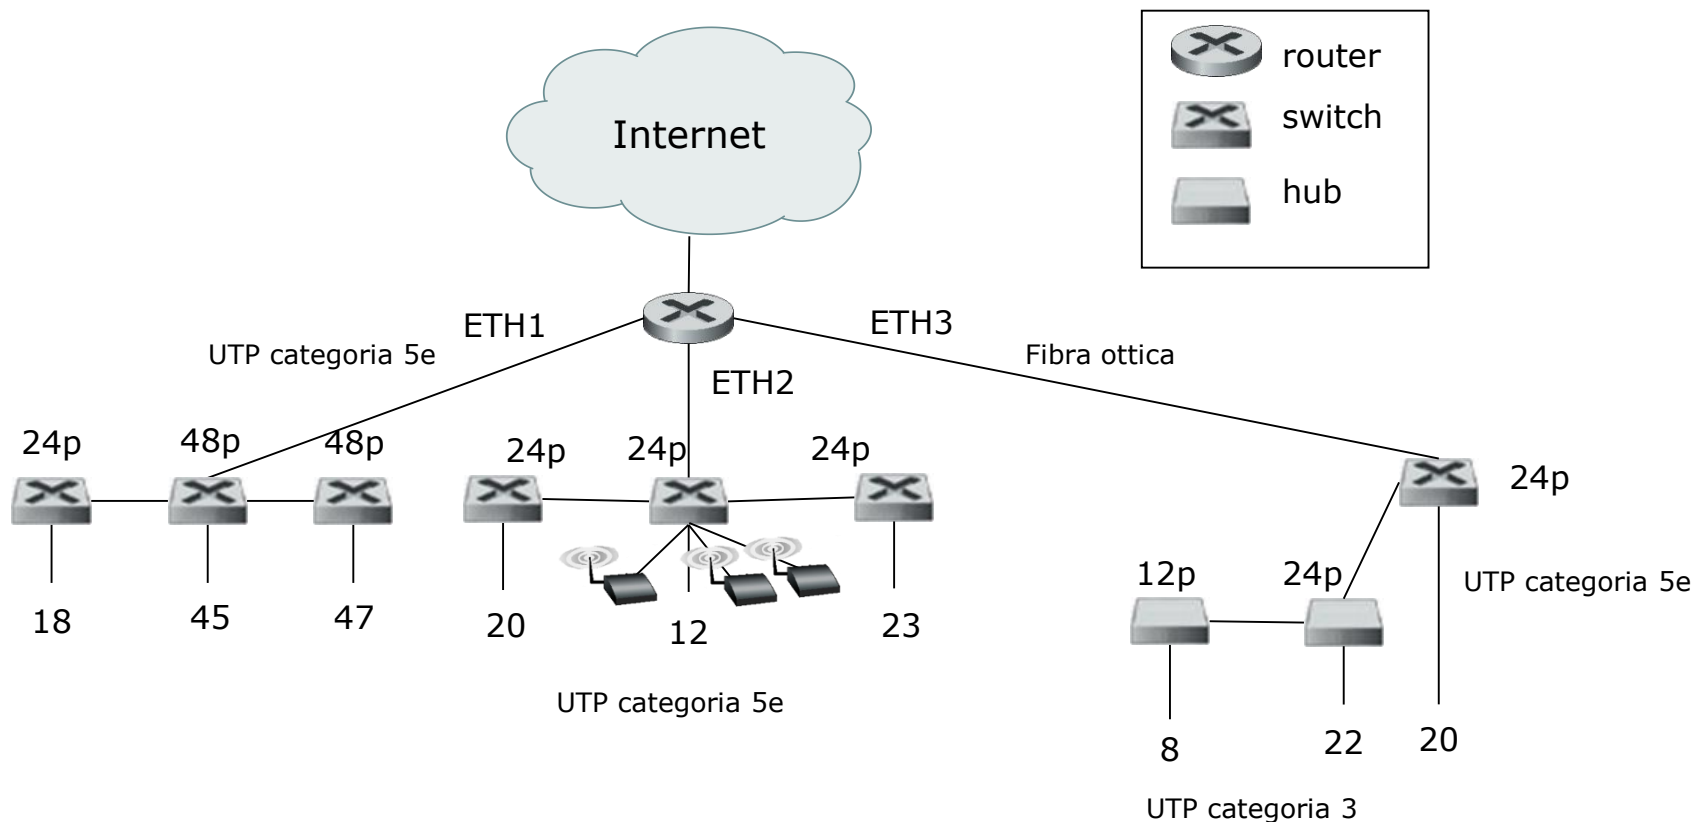 Internet
router
switch
hub
ETH1
ETH3
UTP categoria 5e
Fibra ottica
ETH2
24p
48p
48p
24p
24p
24p
24p
12p
24p
UTP categoria 5e
18
45
47
20
12
23
UTP categoria 5e
8
22
20
UTP categoria 3